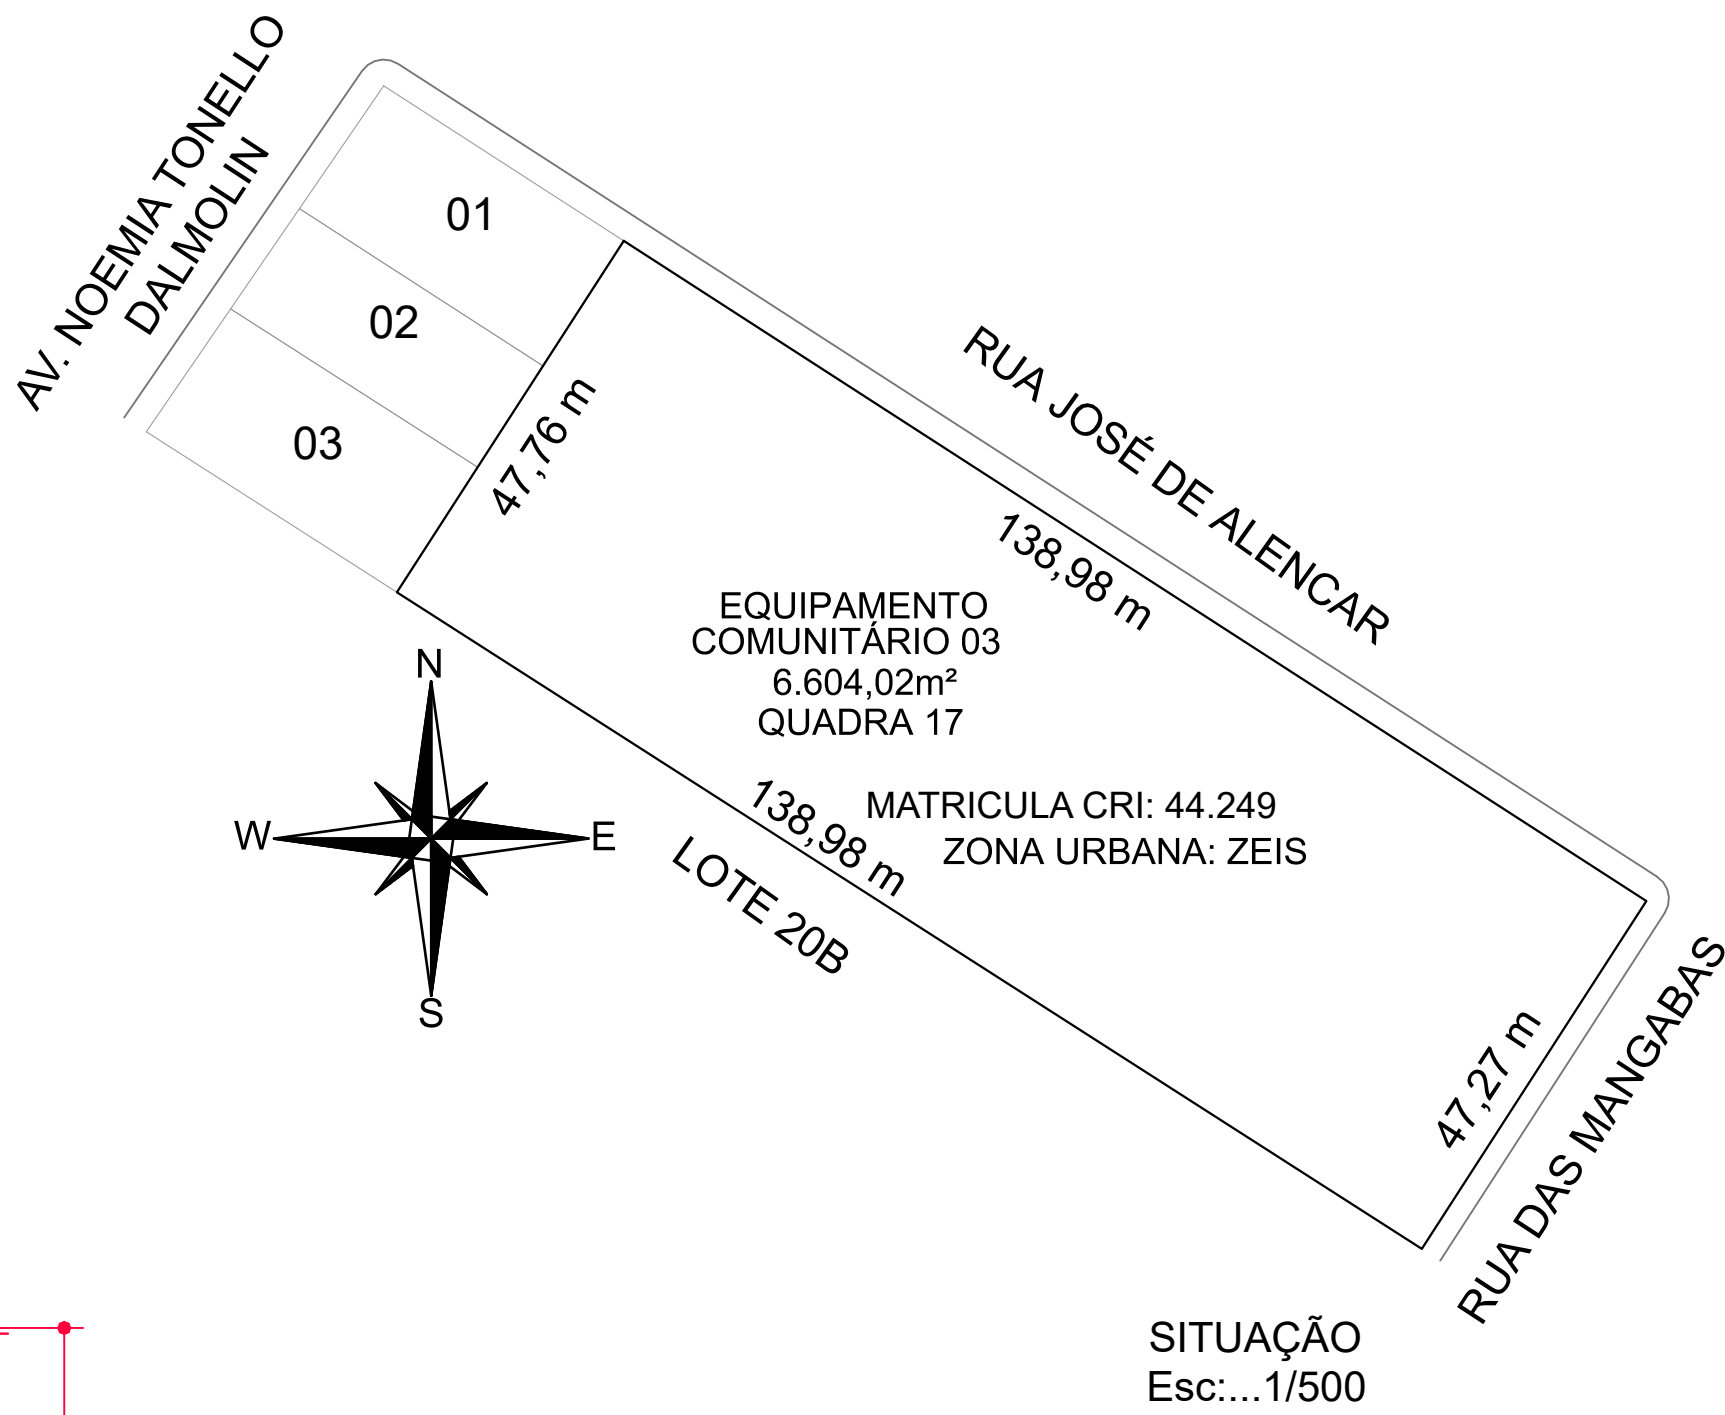 AV. NOEMIA TONELLO
DALMOLIN
01
02
03
47,76 m
RUA JOSÉ DE ALENCAR
138,98 m
EQUIPAMENTO
COMUNITÁRIO 03
6.604,02m²
QUADRA 17
MATRICULA CRI: 44.249
ZONA URBANA: ZEIS
138,98 m
LOTE 20B
N
W
E
S
47,27 m
RUA DAS MANGABAS
SITUAÇÃO
Esc:...1/500